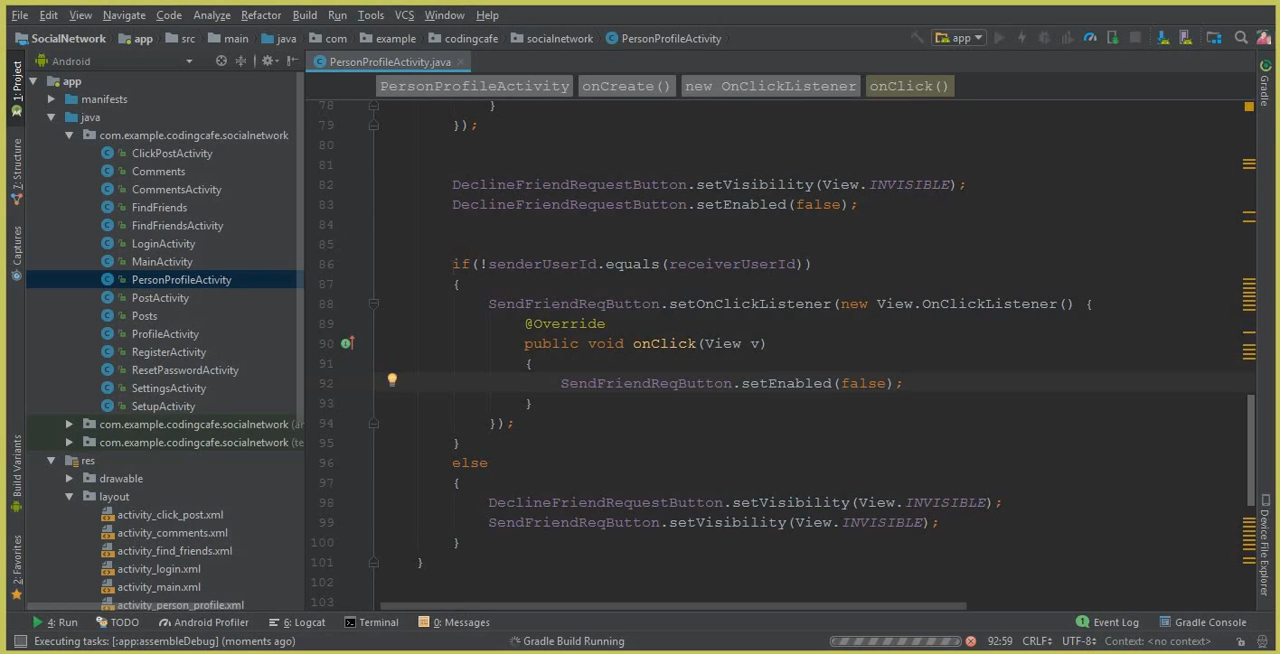 File Edit View Navigate Code Analyze Refactor Build Run Tools VCS Window Help
SocialNetwork app src main java com example codingcafe socialnetwork PersonProfileActivity app
1: Project
7: Structure
Captures
Build Variants
2: Favorites
Android
app
manifests
java
com.example.codingcafe.socialnetwork
ClickPostActivity
Comments
CommentsActivity
FindFriends
FindFriendsActivity
LoginActivity
MainActivity
PersonProfileActivity
PostActivity
Posts
ProfileActivity
RegisterActivity
ResetPasswordActivity
SettingsActivity
SetupActivity
com.example.codingcafe.socialnetwork
com.example.codingcafe.socialnetwork
res
drawable
layout
activity_click_post.xml
activity_comments.xml
activity_find_friends.xml
activity_login.xml
activity_main.xml
activity_person_profile.xml
PersonProfileActivity.java
PersonProfileActivity onCreate() new OnClickListener onClick()
78 }
79 });
80
81
82 DeclineFriendRequestButton.setVisibility(View.INVISIBLE);
83 DeclineFriendRequestButton.setEnabled(false);
84
85
86 if(!senderUserId.equals(receiverUserId))
87 {
88 SendFriendReqButton.setOnClickListener(new View.OnClickListener() {
89 @Override
90 public void onClick(View v)
91 {
92 SendFriendReqButton.setEnabled(false);
93 }
94 });
95 }
96 else
97 {
98 DeclineFriendRequestButton.setVisibility(View.INVISIBLE);
99 SendFriendReqButton.setVisibility(View.INVISIBLE);
100 }
101 }
102
103
Gradle
Device File Explorer
4: Run TODO Android Profiler 6: Logcat Terminal 0: Messages Event Log Gradle Console
Executing tasks: [:app:assembleDebug] (moments ago) Gradle Build Running 92:59 CRLF UTF-8 Context: <no context>